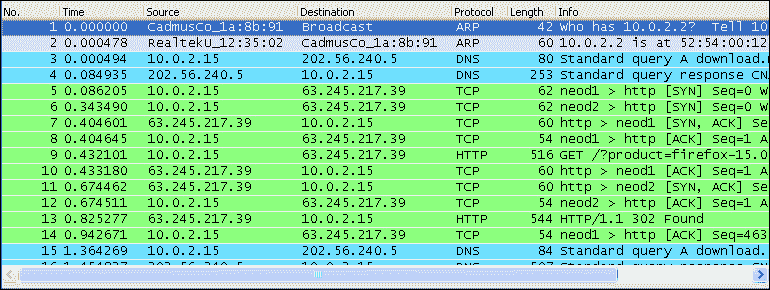 No. Time Source Destination Protocol Length Info
1 0.000000 CadmusCo_1a:8b:91 Broadcast ARP 42 Who has 10.0.2.2? Tell 10
2 0.000478 RealtekU_12:35:02 CadmusCo_1a:8b:91 ARP 60 10.0.2.2 is at 52:54:00:12
3 0.000494 10.0.2.15 202.56.240.5 DNS 80 Standard query A download.
4 0.084935 202.56.240.5 10.0.2.15 DNS 253 Standard query response CN
5 0.086205 10.0.2.15 63.245.217.39 TCP 62 neod1 > http [SYN] Seq=0 W
6 0.343490 10.0.2.15 63.245.217.39 TCP 62 neod2 > http [SYN] Seq=0 W
7 0.404601 63.245.217.39 10.0.2.15 TCP 60 http > neod1 [SYN, ACK] Se
8 0.404645 10.0.2.15 63.245.217.39 TCP 54 neod1 > http [ACK] Seq=1 A
9 0.432101 10.0.2.15 63.245.217.39 HTTP 516 GET /?product=firefox-15.0
10 0.433180 63.245.217.39 10.0.2.15 TCP 60 http > neod1 [ACK] Seq=1 A
11 0.674462 63.245.217.39 10.0.2.15 TCP 60 http > neod2 [SYN, ACK] Se
12 0.674511 10.0.2.15 63.245.217.39 TCP 54 neod2 > http [ACK] Seq=1 A
13 0.825277 63.245.217.39 10.0.2.15 HTTP 544 HTTP/1.1 302 Found
14 0.942671 10.0.2.15 63.245.217.39 TCP 54 neod1 > http [ACK] Seq=463
15 1.364269 10.0.2.15 202.56.240.5 DNS 84 Standard query A download.